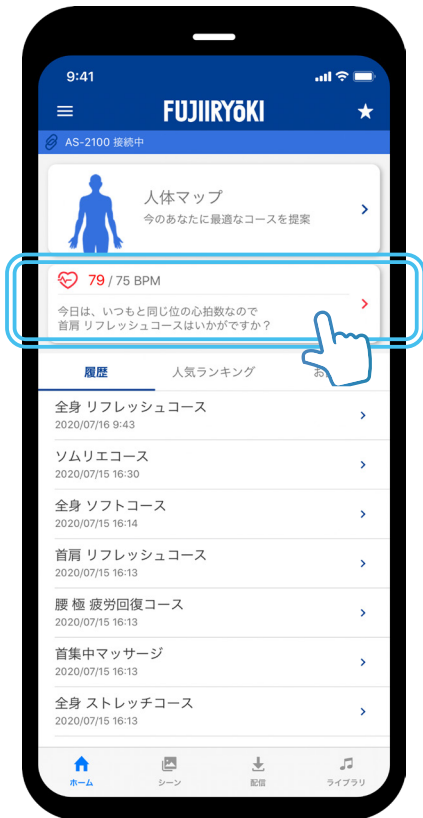 9:41
FUJIIRYōKI
AS-2100 接続中
人体マップ
今のあなたに最適なコースを提案
79 / 75 BPM
今日は、いつもと同じ位の心拍数なので
首肩 リフレッシュコースはいかがですか？
履歴 人気ランキング お
全身 リフレッシュコース
2020/07/16 9:43
ソムリエコース
2020/07/15 16:30
全身 ソフトコース
2020/07/15 16:14
首肩 リフレッシュコース
2020/07/15 16:13
腰 極 疲労回復コース
2020/07/15 16:13
首集中マッサージ
2020/07/15 16:13
全身 ストレッチコース
2020/07/15 16:13
ホーム シーン 配信 ライブラリ